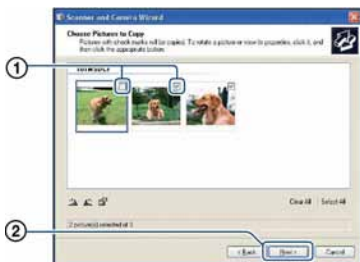 Scanner and Camera Wizard
Choose Pictures to Copy
Pictures with check marks will be copied. To rotate a picture or view its properties, click it, and
then click the appropriate button.
1
Clear All Select All
2 picture(s) selected of 3
2
< Back Next > Cancel